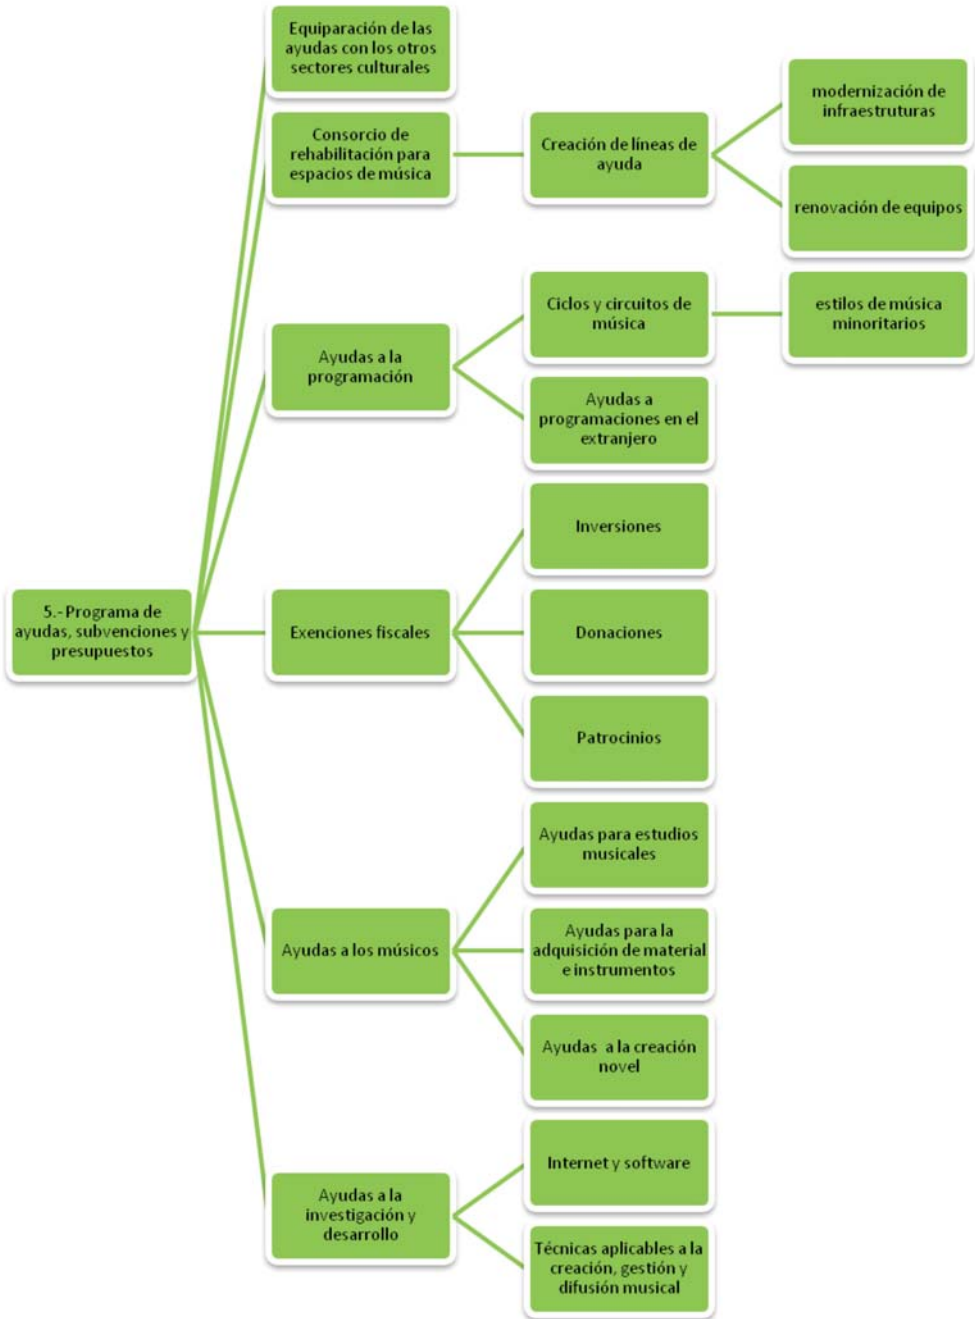 Equiparación de las
ayudas con los otros
sectores culturales
Consorcio de
rehabilitación para
espacios de música
Creación de líneas de
ayuda
modernización de
infraestruturas
renovación de equipos
Ayudas a la
programación
Ciclos y circuitos de
música
estilos de música
minoritarios
Ayudas a
programaciones en el
extranjero
5.- Programa de
ayudas, subvenciones y
presupuestos
Exenciones fiscales
Inversiones
Donaciones
Patrocinios
Ayudas a los músicos
Ayudas para estudios
musicales
Ayudas para la
adquisición de material
e instrumentos
Ayudas a la creación
novel
Ayudas a la
investigación y
desarrollo
Internet y software
Técnicas aplicables a la
creación, gestión y
difusión musical